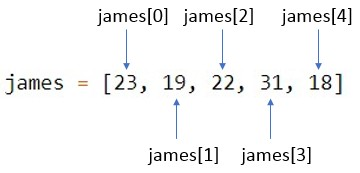 james[0] james[2] james[4]
james = [23, 19, 22, 31, 18]
james[1] james[3]